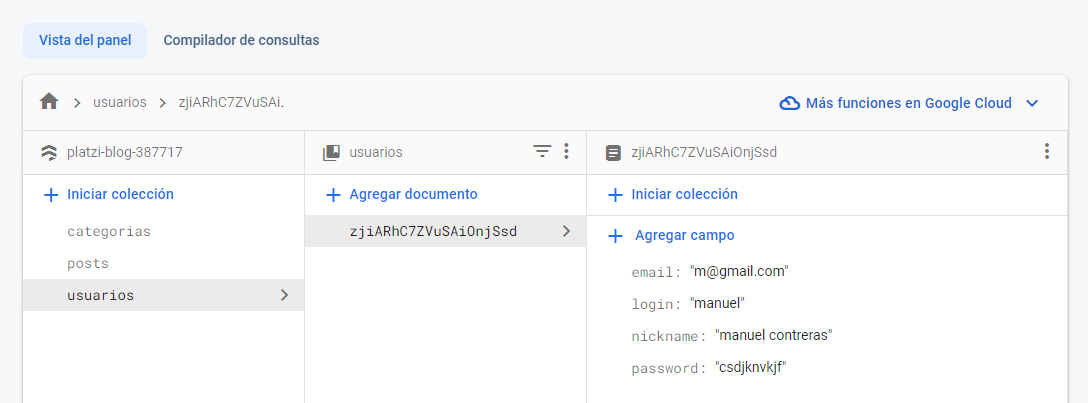 Vista del panel Compilador de consultas
usuarios zjiARhC7ZVuSAi. Más funciones en Google Cloud
platzi-blog-387717 usuarios zjiARhC7ZVuSAiOnjSsd
Iniciar colección Agregar documento Iniciar colección
categorias zjiARhC7ZVuSAiOnjSsd Agregar campo
posts email: "m@gmail.com"
usuarios login: "manuel"
nickname: "manuel contreras"
password: "csdjknvkjf"